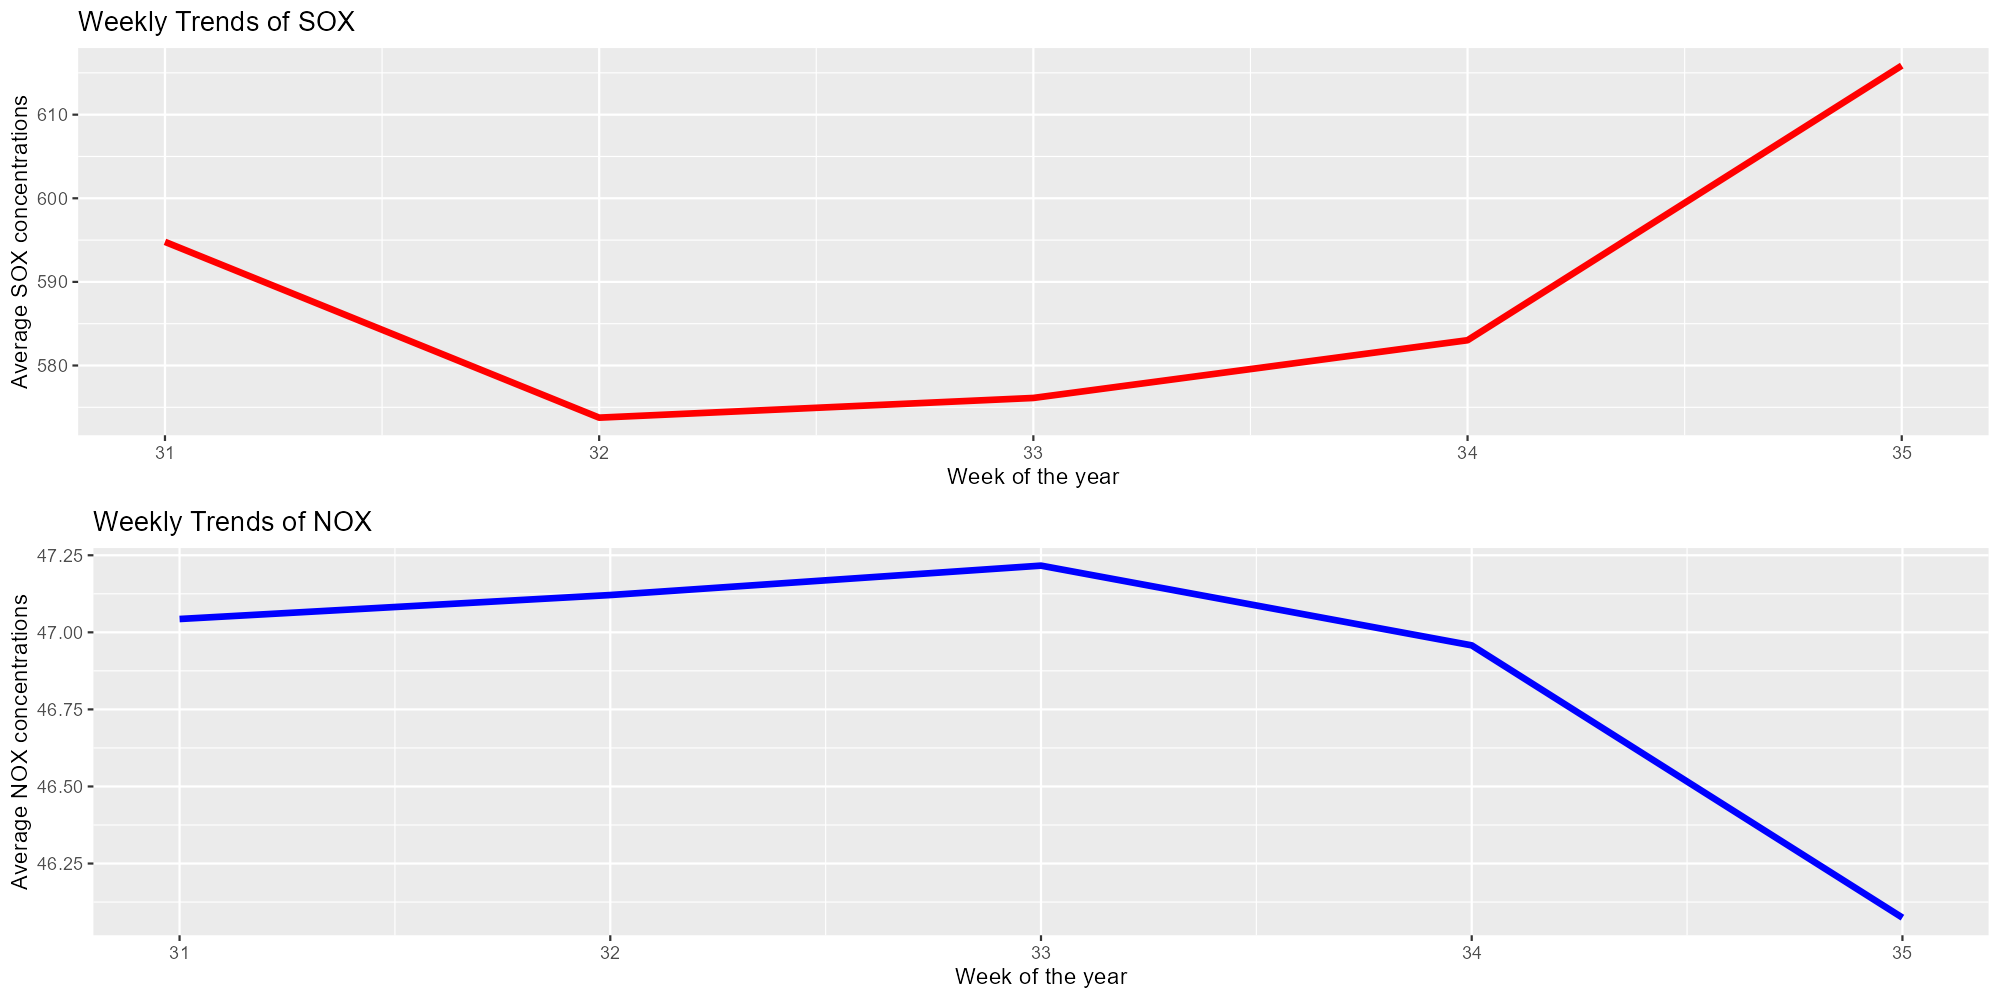 Weekly Trends of SOX
Average SOX concentrations
610
600
590
580
31 32 33 34 35
Week of the year
Weekly Trends of NOX
Average NOX concentrations
47.25
47.00
46.75
46.50
46.25
31 32 33 34 35
Week of the year